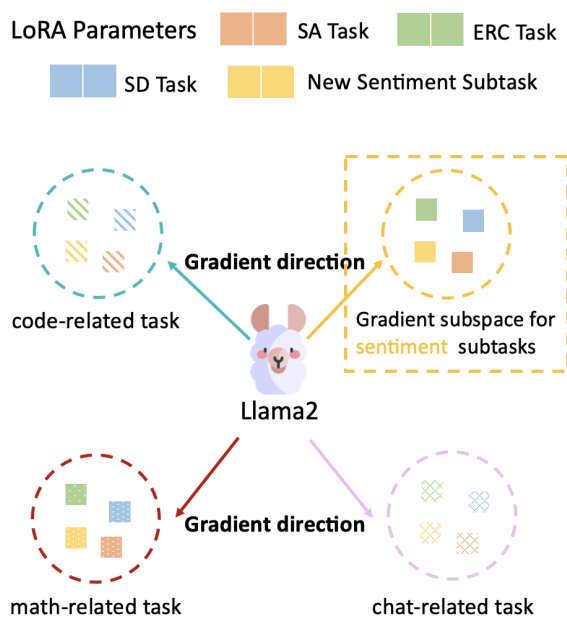 LoRA Parameters
SA Task
ERC Task
SD Task
New Sentiment Subtask
Gradient direction
code-related task
Gradient subspace for
sentiment subtasks
Llama2
Gradient direction
math-related task
chat-related task